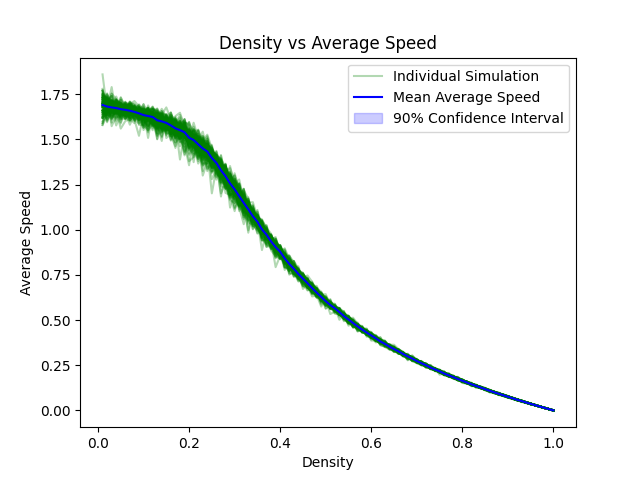 Density vs Average Speed
Individual Simulation
Mean Average Speed
90% Confidence Interval
Average Speed
1.75
1.50
1.25
1.00
0.75
0.50
0.25
0.00
0.0 0.2 0.4 0.6 0.8 1.0
Density